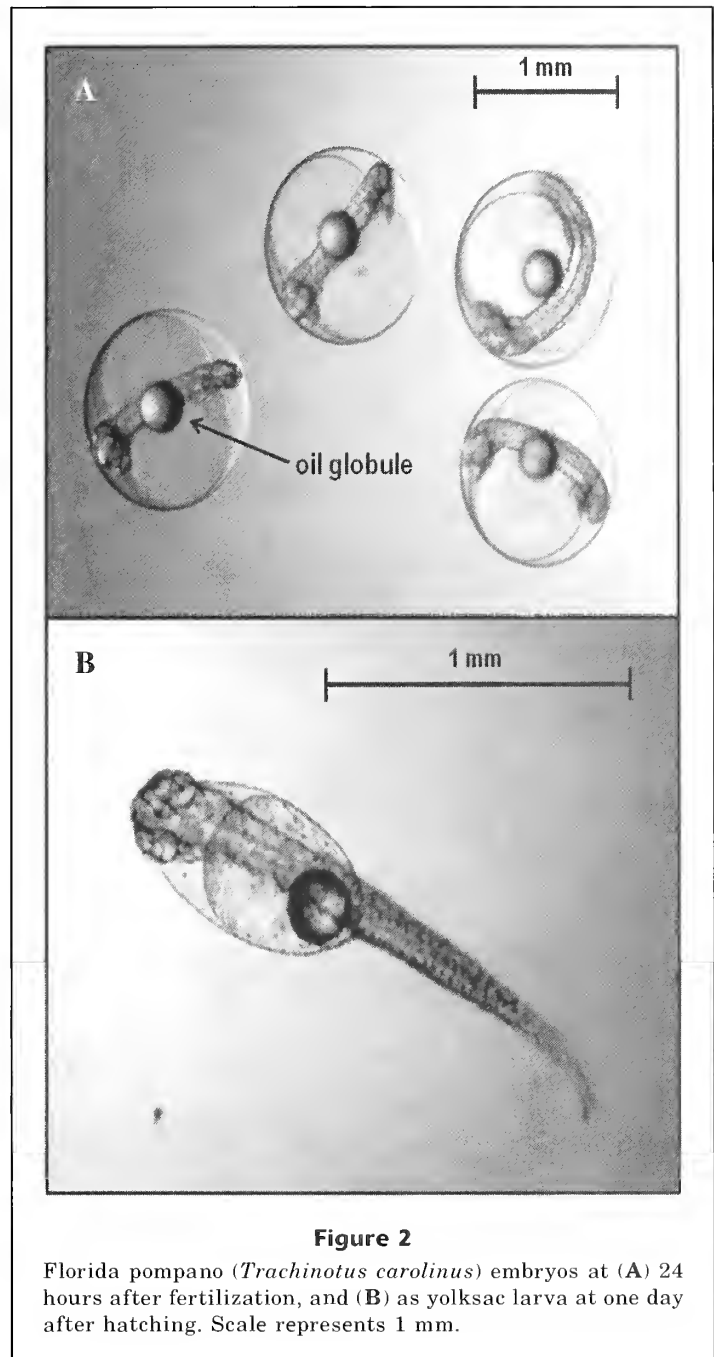 A
1 mm
oil globule
B
1 mm
Figure 2
Florida pompano (Trachinotus carolinus) embryos at (A) 24
hours after fertilization, and (B) as yolksac larva at one day
after hatching. Scale represents 1 mm.